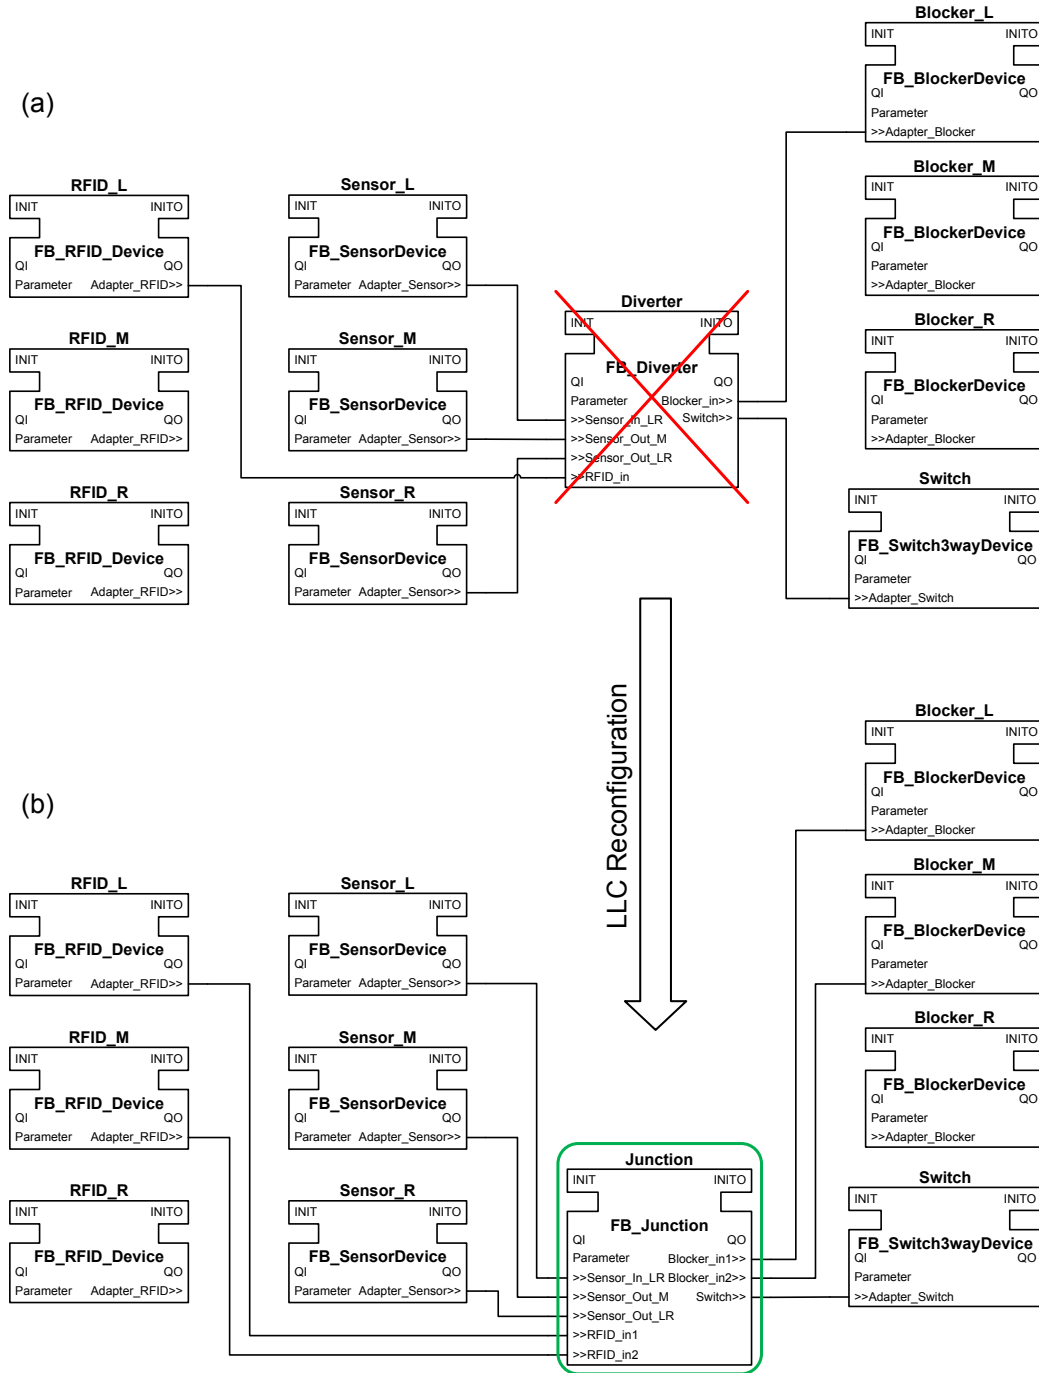 (a)
RFID_L
INIT INITO
FB_RFID_Device
QI QO
Parameter Adapter_RFID>>
RFID_M
INIT INITO
FB_RFID_Device
QI QO
Parameter Adapter_RFID>>
RFID_R
INIT INITO
FB_RFID_Device
QI QO
Parameter Adapter_RFID>>
Sensor_L
INIT INITO
FB_SensorDevice
QI QO
Parameter Adapter_Sensor>>
Sensor_M
INIT INITO
FB_SensorDevice
QI QO
Parameter Adapter_Sensor>>
Sensor_R
INIT INITO
FB_SensorDevice
QI QO
Parameter Adapter_Sensor>>
Diverter
INIT INITO
FB_Diverter
QI QO
Parameter Blocker_in>>
>>Sensor_In_LR Switch>>
>>Sensor_Out_M
>>Sensor_Out_LR
>>RFID_in
Blocker_L
INIT INITO
FB_BlockerDevice
QI QO
Parameter
>>Adapter_Blocker
Blocker_M
INIT INITO
FB_BlockerDevice
QI QO
Parameter
>>Adapter_Blocker
Blocker_R
INIT INITO
FB_BlockerDevice
QI QO
Parameter
>>Adapter_Blocker
Switch
INIT INITO
FB_Switch3wayDevice
QI QO
Parameter
>>Adapter_Switch
LLC Reconfiguration
(b)
RFID_L
INIT INITO
FB_RFID_Device
QI QO
Parameter Adapter_RFID>>
RFID_M
INIT INITO
FB_RFID_Device
QI QO
Parameter Adapter_RFID>>
RFID_R
INIT INITO
FB_RFID_Device
QI QO
Parameter Adapter_RFID>>
Sensor_L
INIT INITO
FB_SensorDevice
QI QO
Parameter Adapter_Sensor>>
Sensor_M
INIT INITO
FB_SensorDevice
QI QO
Parameter Adapter_Sensor>>
Sensor_R
INIT INITO
FB_SensorDevice
QI QO
Parameter Adapter_Sensor>>
Junction
INIT INITO
FB_Junction
QI QO
Parameter Blocker_in1>>
>>Sensor_In_LR Blocker_in2>>
>>Sensor_Out_M Switch>>
>>Sensor_Out_LR
>>RFID_in1
>>RFID_in2
Blocker_L
INIT INITO
FB_BlockerDevice
QI QO
Parameter
>>Adapter_Blocker
Blocker_M
INIT INITO
FB_BlockerDevice
QI QO
Parameter
>>Adapter_Blocker
Blocker_R
INIT INITO
FB_BlockerDevice
QI QO
Parameter
>>Adapter_Blocker
Switch
INIT INITO
FB_Switch3wayDevice
QI QO
Parameter
>>Adapter_Switch